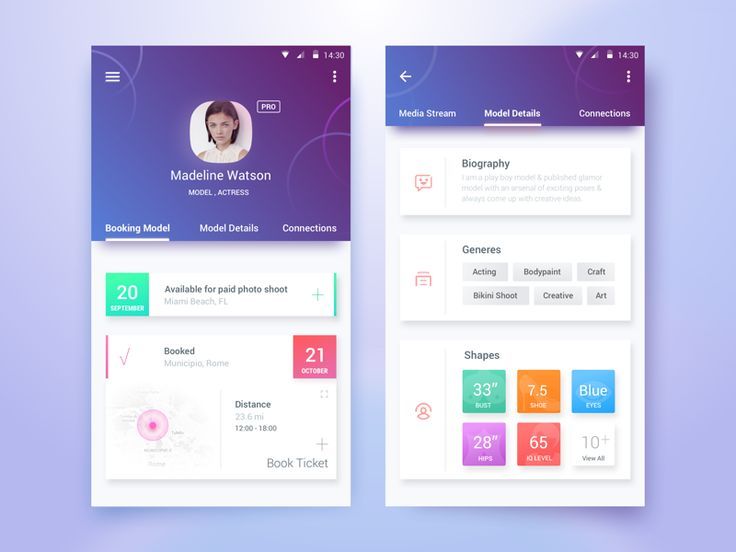 14:30
PRO
Madeline Watson
MODEL , ACTRESS
Booking Model
Model Details
Connections
20
SEPTEMBER
Available for paid photo shoot
Miami Beach, FL
√
Booked
Municipio, Rome
21
OCTOBER
Distance
23.6 mi
12:00 - 18:00
Rome
Book Ticket
14:30
Media Stream
Model Details
Connections
Biography
I am a play boy model & published glamor
model with an arsenal of exciting poses &
always come up with creative ideas.
Generes
Acting
Bodypaint
Craft
Bikini Shoot
Creative
Art
Shapes
33”
BUST
7.5
SHOE
Blue
EYES
28”
HIPS
65
IQ LEVEL
10+
View All